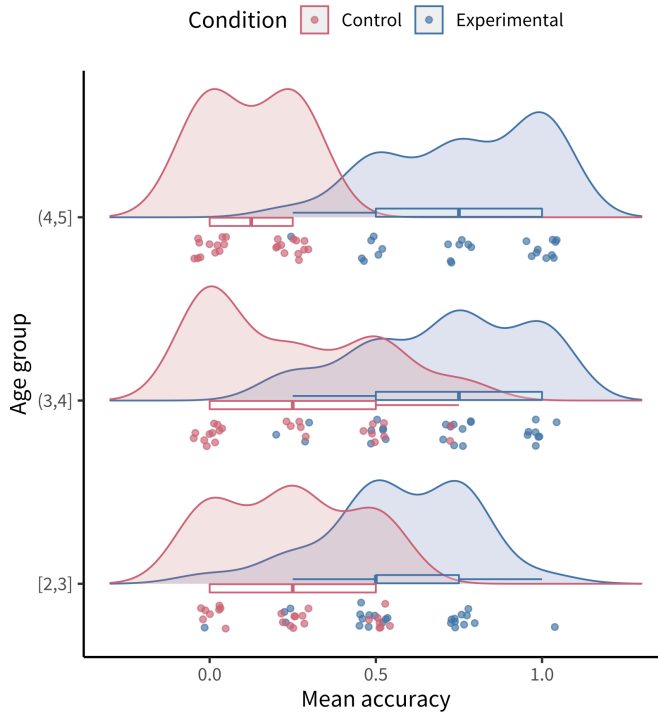 Condition Control Experimental
(4,5]
(3,4]
[2,3]
Age group
0.0 0.5 1.0
Mean accuracy